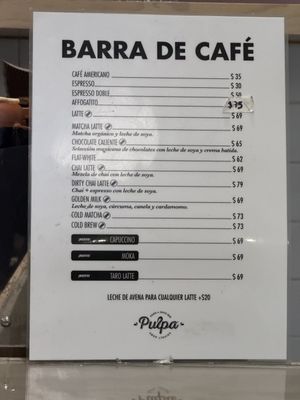 BARRA DE CAFÉ
CAFÉ AMERICANO $ 35
ESPRESSO $ 30
ESPRESSO DOBLE $ 50
AFFOGATITO $75
LATTE $ 69
MATCHA LATTE $ 69
Matcha orgánico y leche de soya.
CHOCOLATE CALIENTE $ 65
Selección magistral de chocolates con leche de soya y crema batida.
FLAT-WHITE $ 62
CHAI LATTE $ 69
Mezcla de chai con leche de soya.
DIRTY CHAI LATTE $ 79
Chai + espresso con leche de soya.
GOLDEN MILK $ 69
Leche de soya, cúrcuma, canela y cardamomo.
COLD MATCHA $ 73
COLD BREW $ 73
CAPUCCINO $ 69
MOKA $ 69
TARO LATTE $ 69
LECHE DE AVENA PARA CUALQUIER LATTE +$20
Pulpa